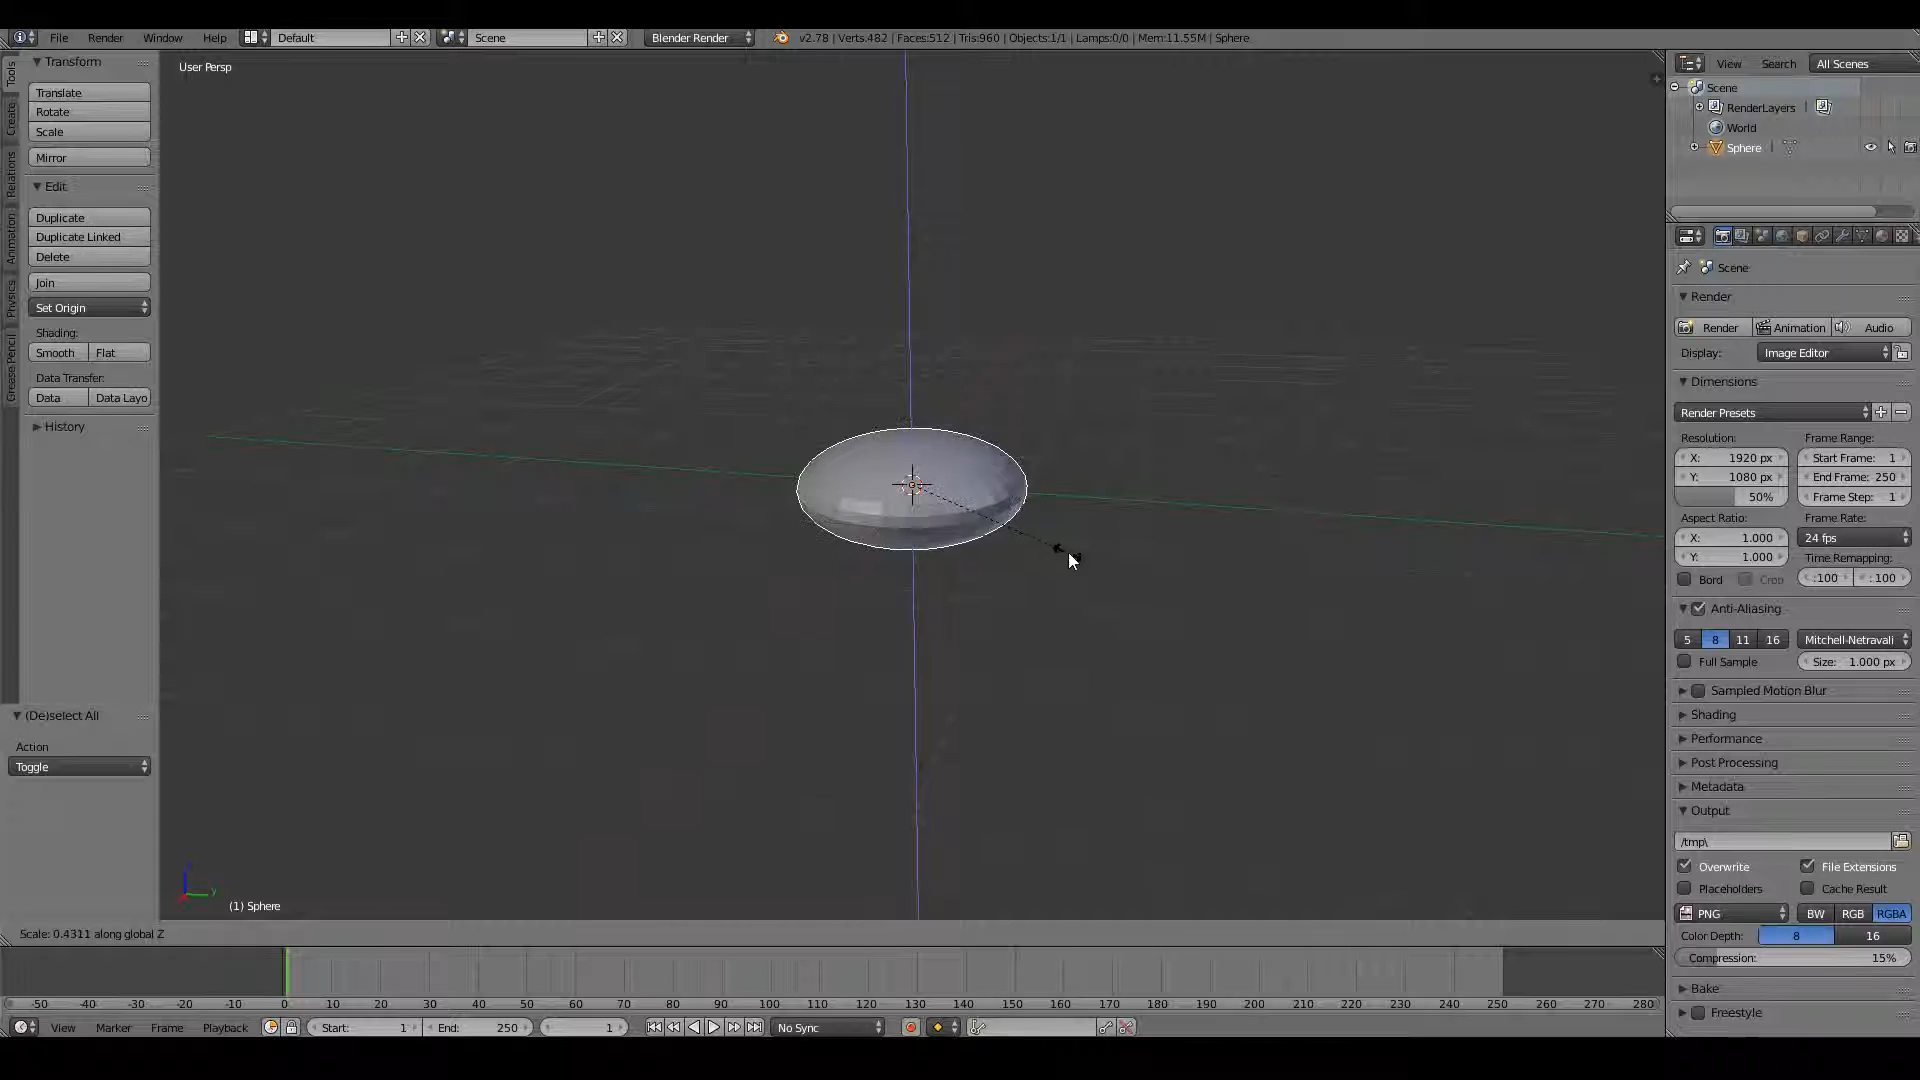 File Render Window Help Default Scene Blender Render v2.78 | Verts:482 | Faces:512 | Tris:960 | Objects:1/1 | Lamps:0/0 | Mem:11.55M | Sphere
Tools
Create
Relations
Animation
Physics
Grease Pencil
Transform
Translate
Rotate
Scale
Mirror
Edit
Duplicate
Duplicate Linked
Delete
Join
Set Origin
Shading:
Smooth Flat
Data Transfer:
Data Data Layo
History
(De)select All
Action
Toggle
User Persp
(1) Sphere
Scale: 0.4311 along global Z
View Search All Scenes
Scene
RenderLayers |
World
Sphere |
Scene
Render
Render Animation Audio
Display: Image Editor
Dimensions
Render Presets
Resolution: Frame Range:
X: 1920 px Start Frame: 1
Y: 1080 px End Frame: 250
50% Frame Step: 1
Aspect Ratio: Frame Rate:
X: 1.000 24 fps
Y: 1.000 Time Remapping:
Bord Crop :100 : 100
Anti-Aliasing
5 8 11 16 Mitchell-Netravali
Full Sample Size: 1.000 px
Sampled Motion Blur
Shading
Performance
Post Processing
Metadata
Output
/tmp\
Overwrite File Extensions
Placeholders Cache Result
PNG BW RGB RGBA
Color Depth: 8 16
Compression: 15%
Bake
Freestyle
-50 -40 -30 -20 -10 0 10 20 30 40 50 60 70 80 90 100 110 120 130 140 150 160 170 180 190 200 210 220 230 240 250 260 270 280
View Marker Frame Playback Start: 1 End: 250 1 No Sync